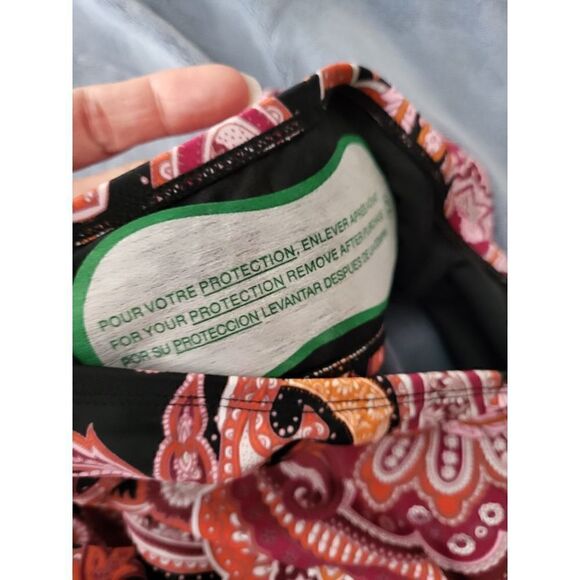 POUR VOTRE PROTECTION, ENLEVER APRÈS ACHAT
FOR YOUR PROTECTION REMOVE AFTER PURCHASE
POR SU PROTECCION LEVANTAR DESPUES DE LA COMPRA